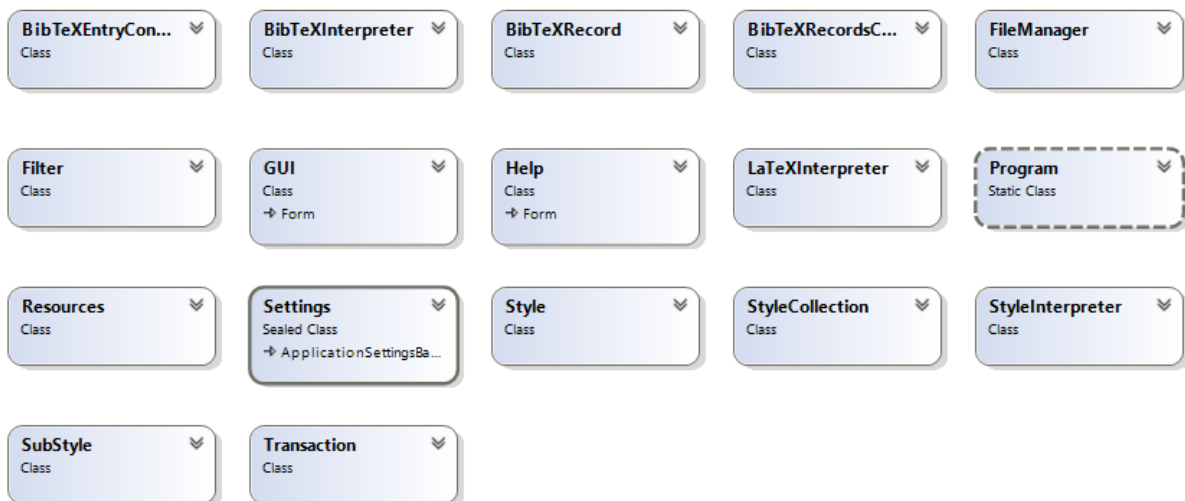 BibTeXEntryCon...
Class
BibTeXInterpreter
Class
BibTeXRecord
Class
BibTeXRecordsC...
Class
FileManager
Class
Filter
Class
GUI
Class
Form
Help
Class
Form
LaTeXInterpreter
Class
Program
Static Class
Resources
Class
Settings
Sealed Class
ApplicationSettingsBa...
Style
Class
StyleCollection
Class
StyleInterpreter
Class
SubStyle
Class
Transaction
Class